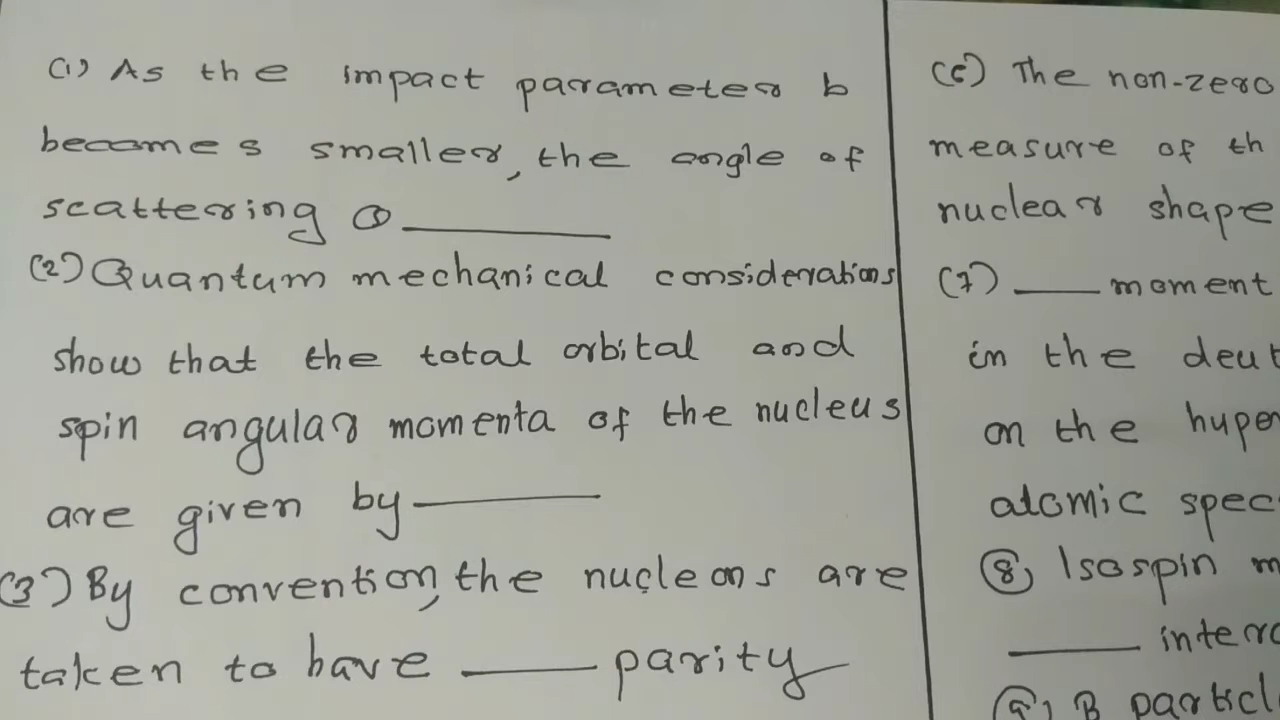 (1) As the impact parameter b
becomes smaller, the angle of
scattering θ ______
(2) Quantum mechanical considerations
show that the total orbital and
spin angular momenta of the nucleus
are given by ______
(3) By convention, the nucleons are
taken to have ______ parity
(6) The non-zero
measure of th
nuclear shape
(7) ____ moment
in the deut
on the hyper
atomic spec
(8) Isospin m
______ intera
(9) β particl